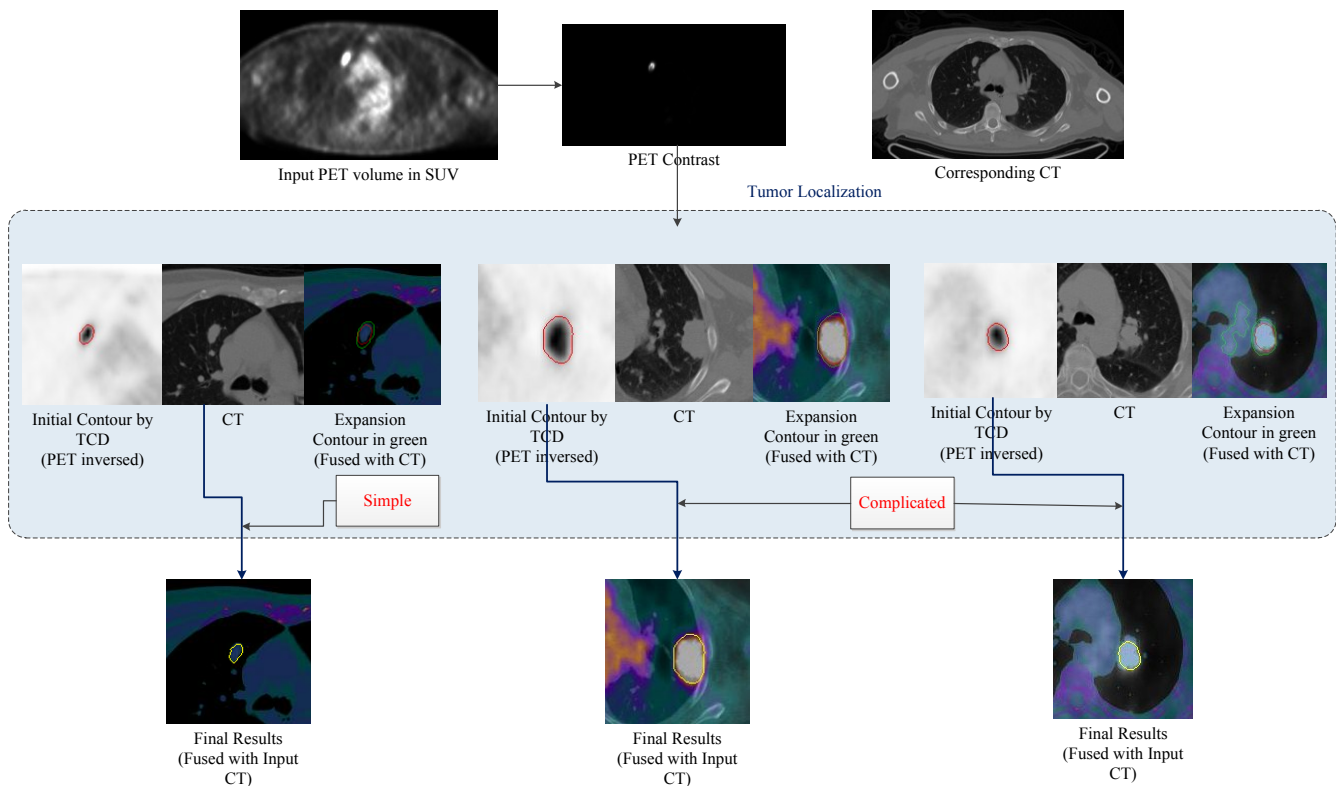 Input PET volume in SUV
PET Contrast
Corresponding CT
Tumor Localization
Initial Contour by
TCD
(PET inversed)
CT
Expansion
Contour in green
(Fused with CT)
Initial Contour by
TCD
(PET inversed)
CT
Expansion
Contour in green
(Fused with CT)
Initial Contour by
TCD
(PET inversed)
CT
Expansion
Contour in green
(Fused with CT)
Simple
Complicated
Final Results
(Fused with Input
CT)
Final Results
(Fused with Input
CT)
Final Results
(Fused with Input
CT)